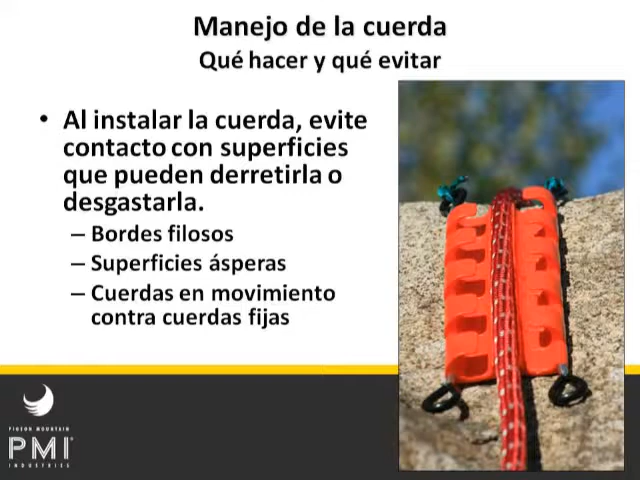 Manejo de la cuerda
Qué hacer y qué evitar
• Al instalar la cuerda, evite
contacto con superficies
que pueden derretirla o
desgastarla.
– Bordes filosos
– Superficies ásperas
– Cuerdas en movimiento
contra cuerdas fijas
PIGEON MOUNTAIN
PMI®
INDUSTRIES